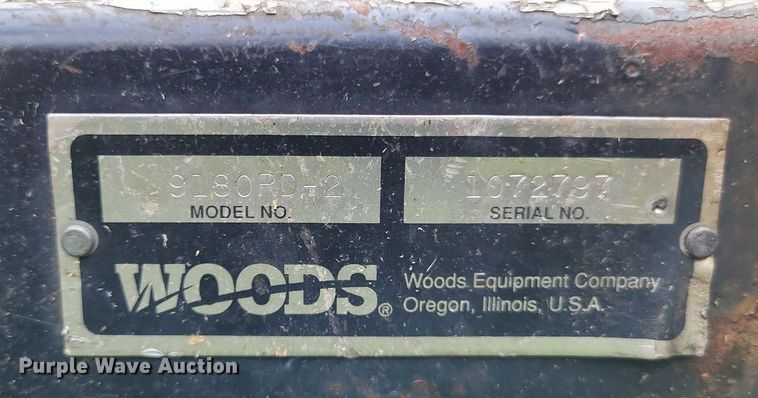 9180RD-2
MODEL NO.
1072797
SERIAL NO.
WOODS®
Woods Equipment Company
Oregon, Illinois, U.S.A.
Purple Wave Auction